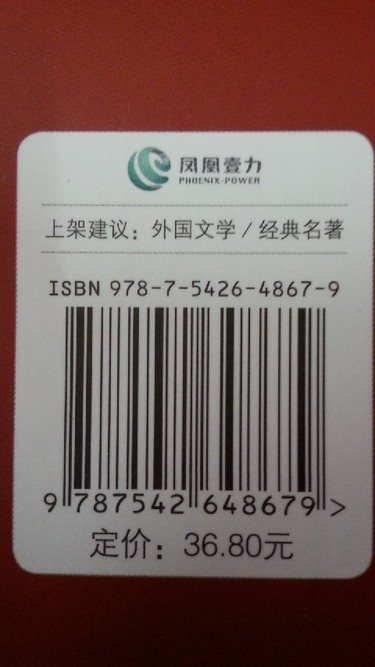 凤凰壹力
PHOENIX-POWER
上架建议：外国文学/经典名著
ISBN 978-7-5426-4867-9
9 787542 648679 >
定价：36.80元